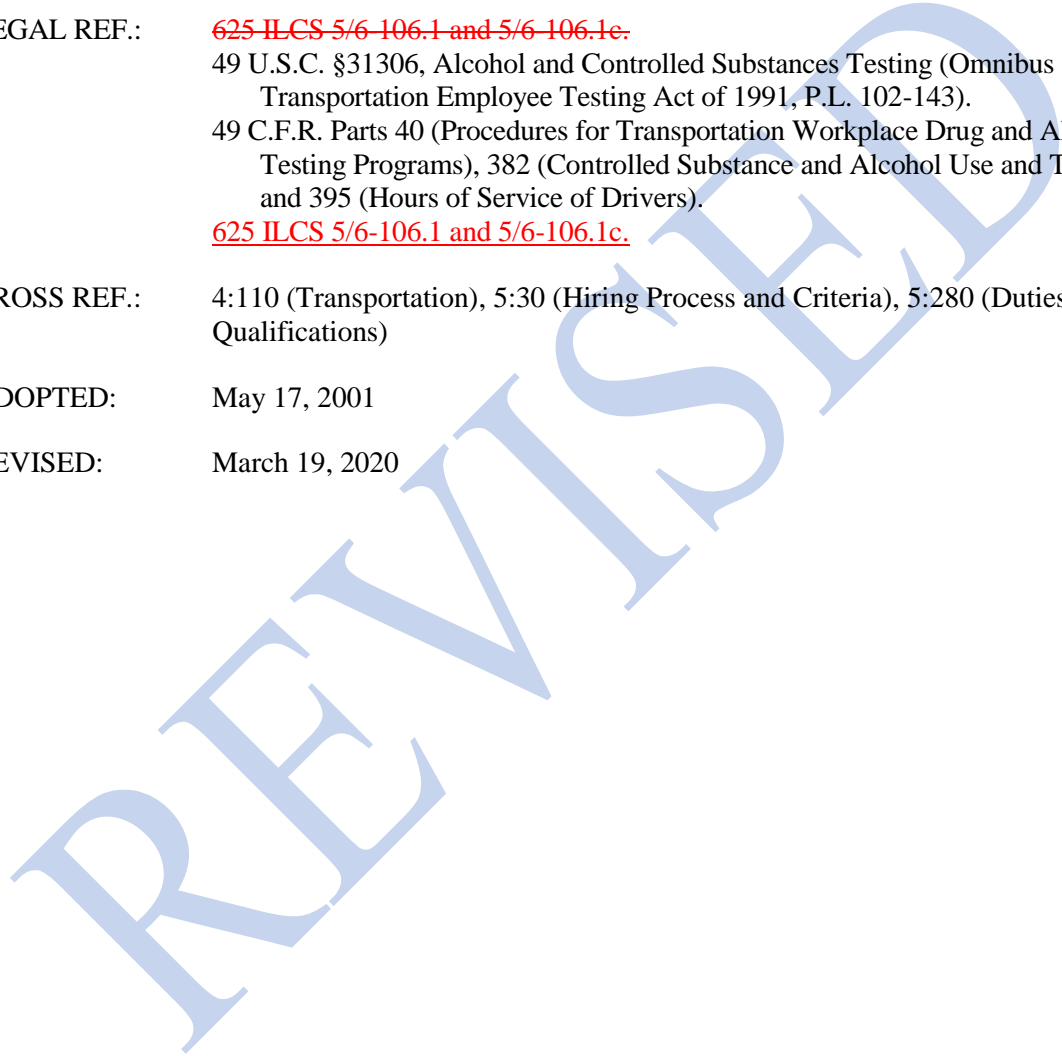 EGAL REF.: 625 ILCS 5/6-106.1 and 5/6-106.1c.
49 U.S.C. §31306, Alcohol and Controlled Substances Testing (Omnibus
Transportation Employee Testing Act of 1991, P.L. 102-143).
49 C.F.R. Parts 40 (Procedures for Transportation Workplace Drug and
Testing Programs), 382 (Controlled Substance and Alcohol Use and
and 395 (Hours of Service of Drivers).
625 ILCS 5/6-106.1 and 5/6-106.1c.
ROSS REF.: 4:110 (Transportation), 5:30 (Hiring Process and Criteria), 5:280 (Duties
Qualifications)
DOPTED: May 17, 2001
EVISED: March 19, 2020
REVISED